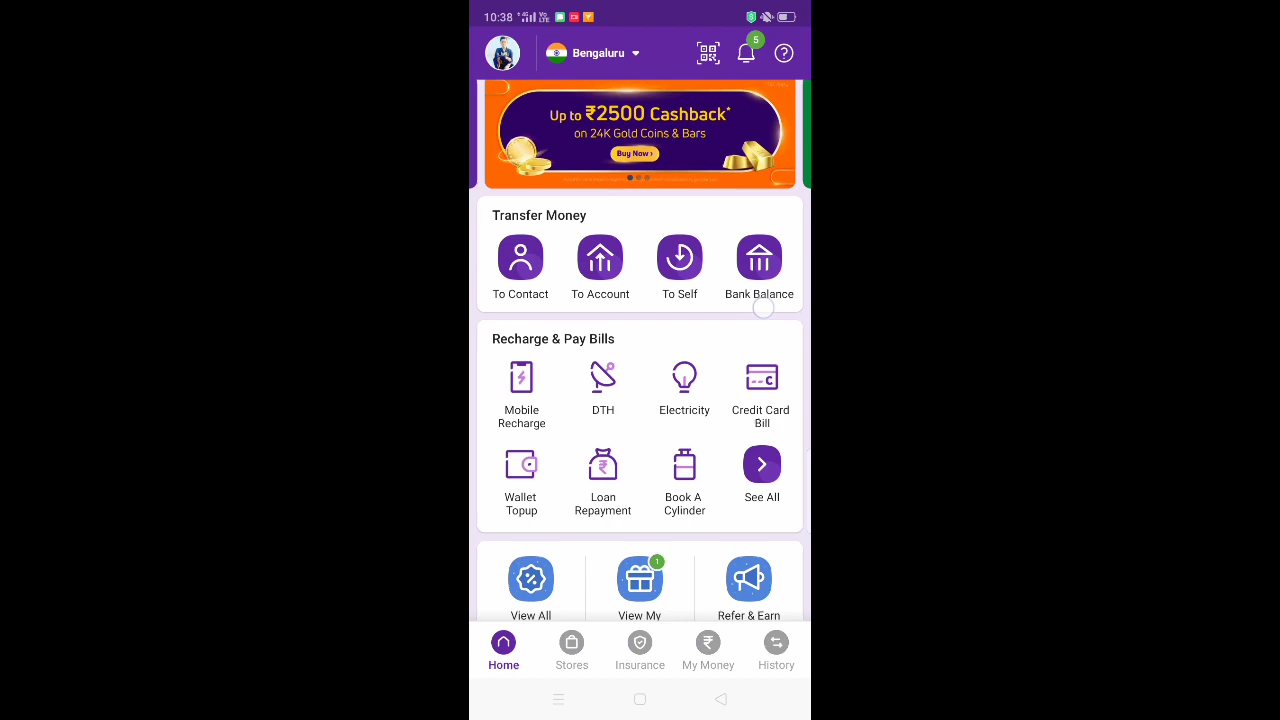 10:38
Bengaluru
5
Up to ₹2500 Cashback*
on 24K Gold Coins & Bars
Buy Now ›
Transfer Money
To Contact
To Account
To Self
Bank Balance
Recharge & Pay Bills
Mobile
Recharge
DTH
Electricity
Credit Card
Bill
Wallet
Topup
Loan
Repayment
Book A
Cylinder
See All
1
View All
View My
Refer & Earn
Home
Stores
Insurance
My Money
History